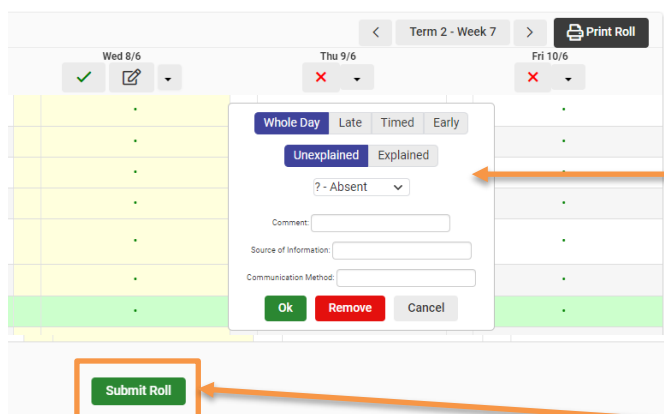 Term 2 - Week 7
Print Roll
Wed 8/6
Thu 9/6
Fri 10/6
Whole Day Late Timed Early
Unexplained Explained
? - Absent
Comment:
Source of Information:
Communication Method:
Ok Remove Cancel
Submit Roll